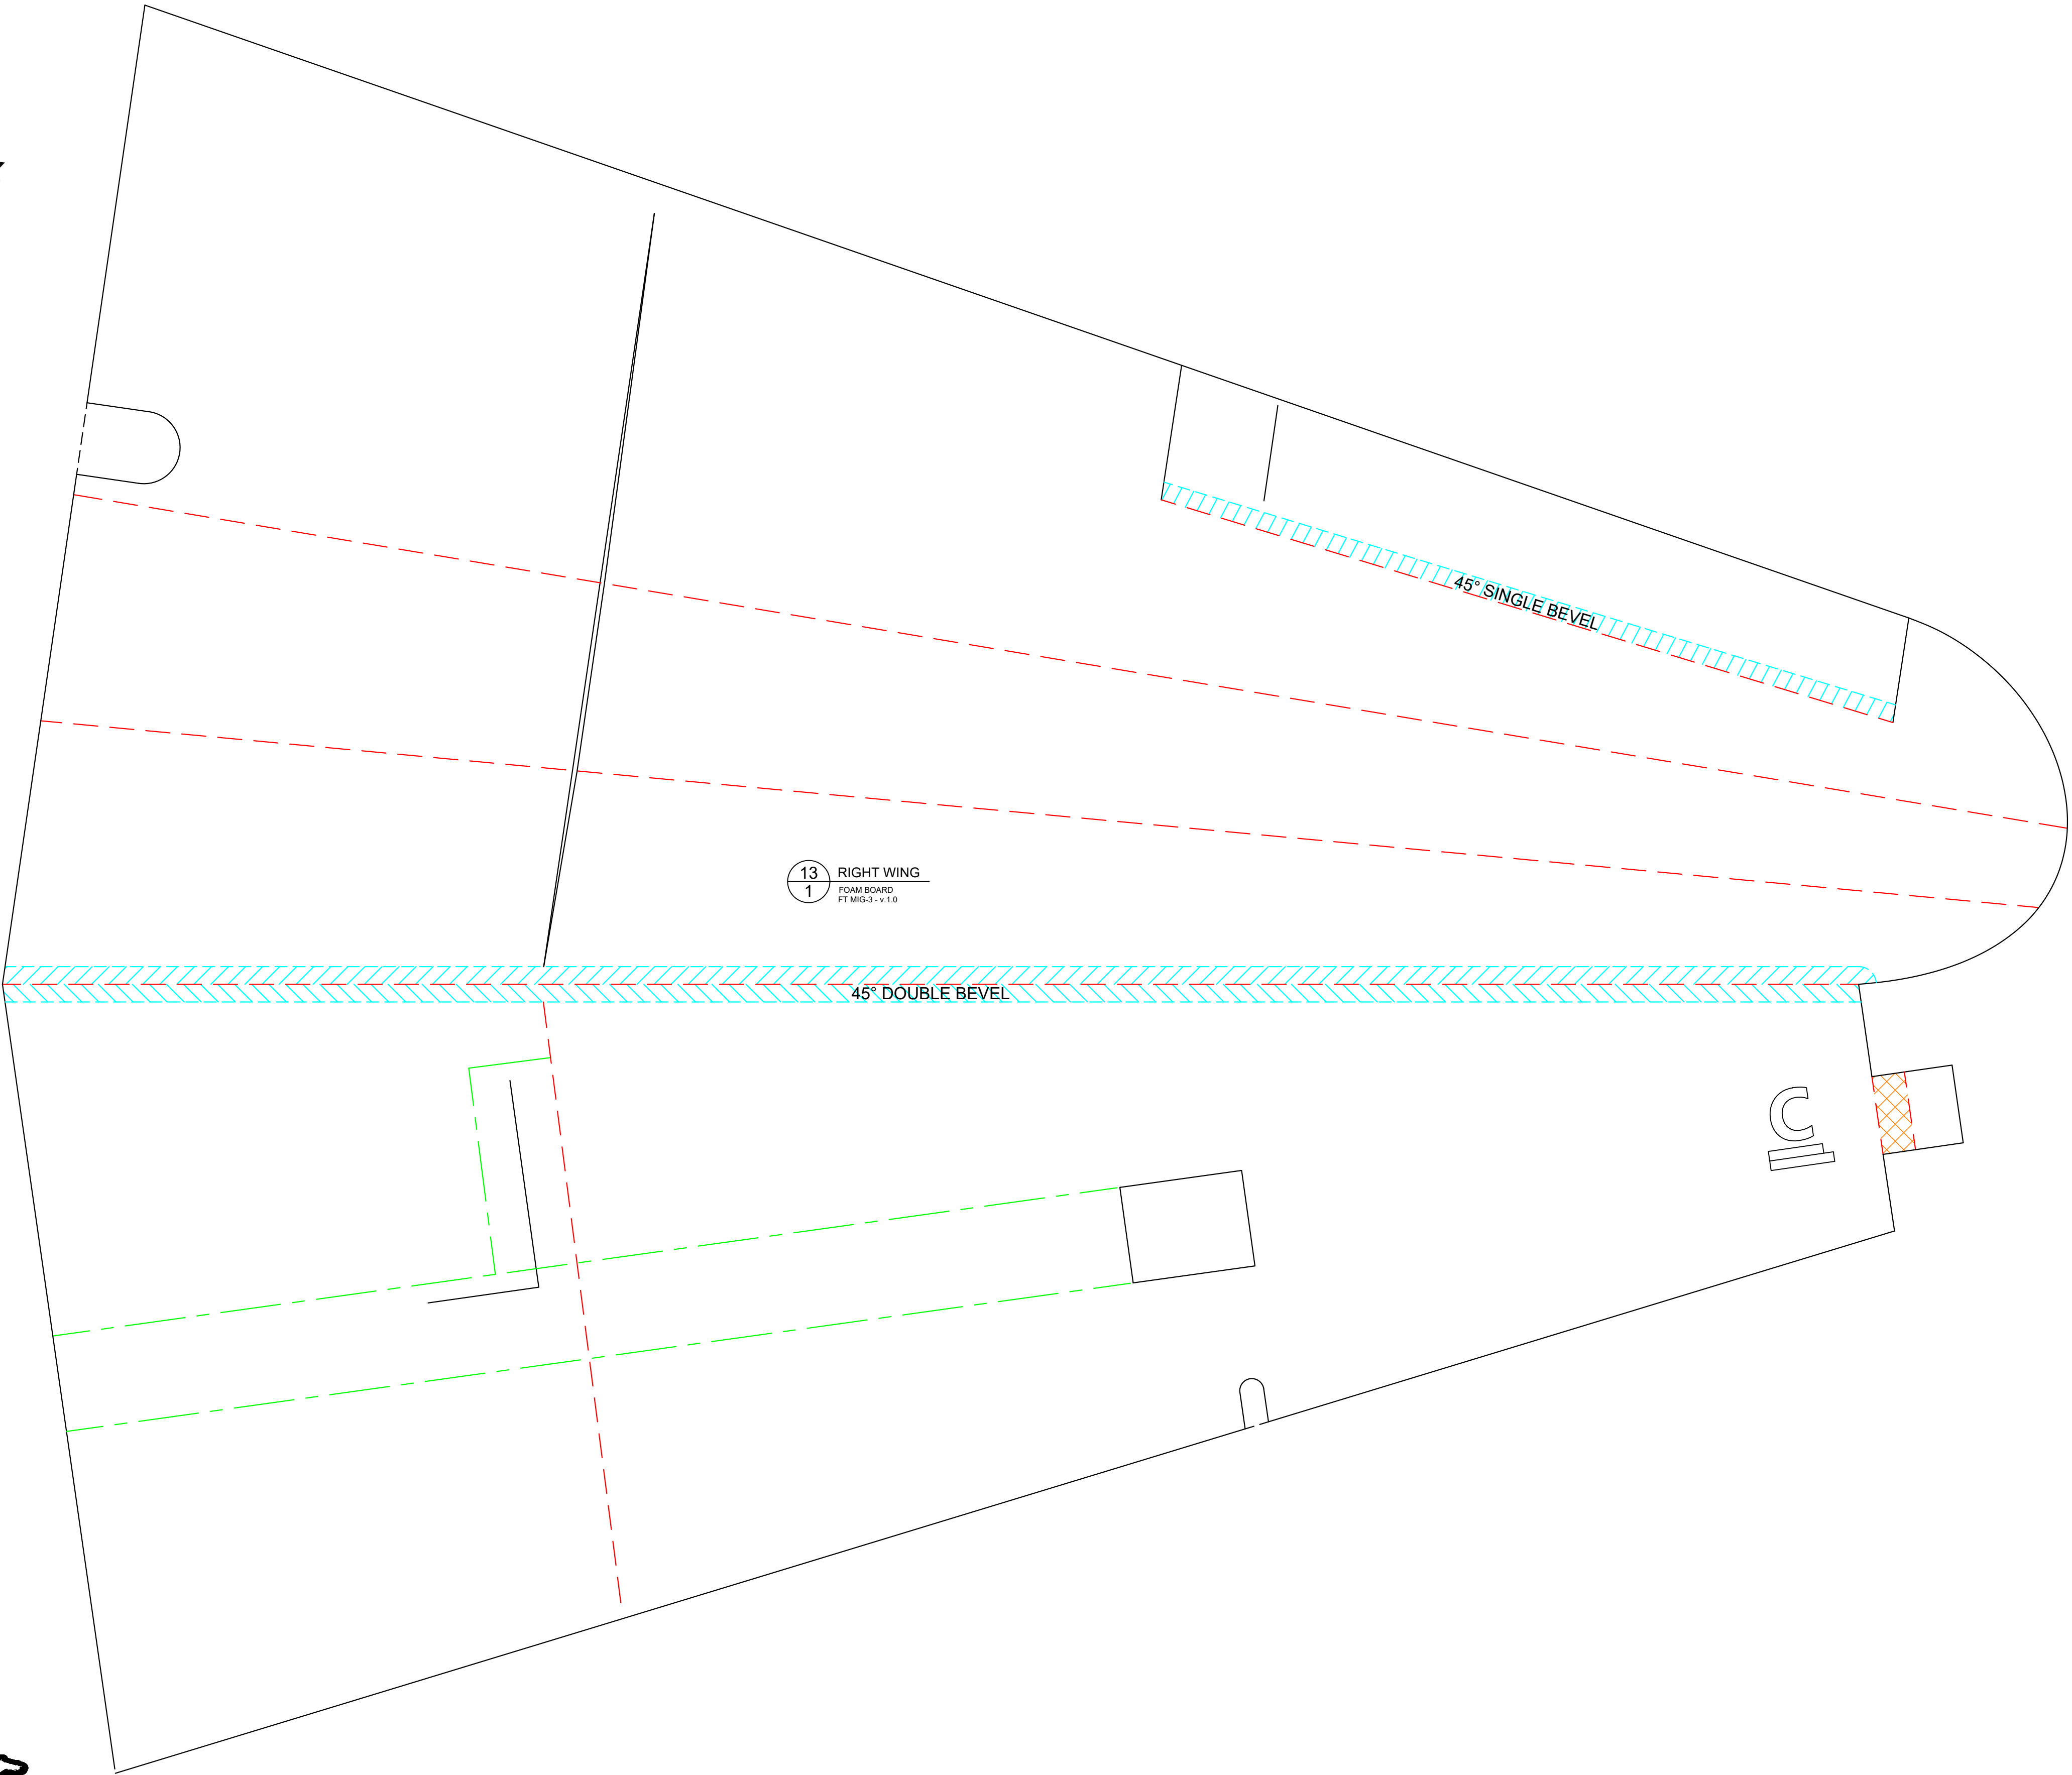 45° SINGLE BEVEL
13 RIGHT WING
1 FOAM BOARD
FT MIG-3 - v.1.0
45° DOUBLE BEVEL
C